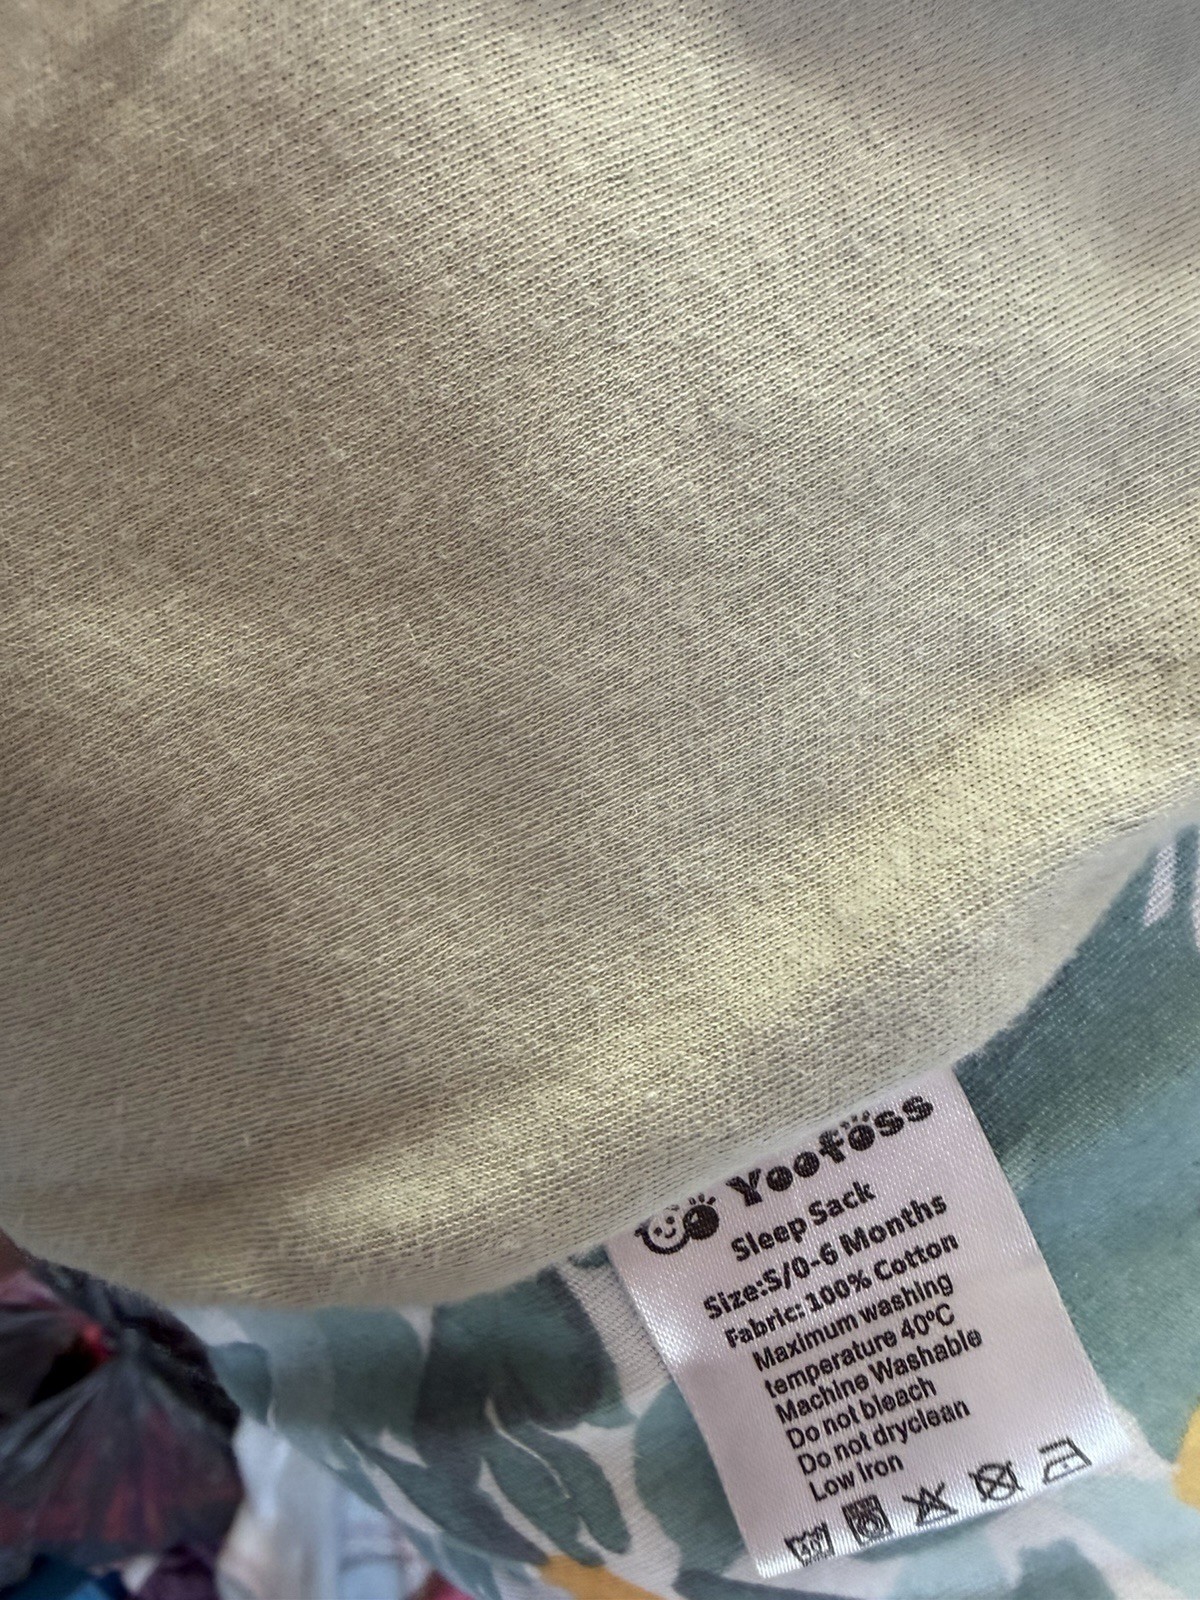 Yoofoss
Sleep Sack
Size:S/0-6 Months
Fabric: 100% Cotton
Maximum washing
temperature 40°C
Machine Washable
Do not bleach
Do not dryclean
Low Iron